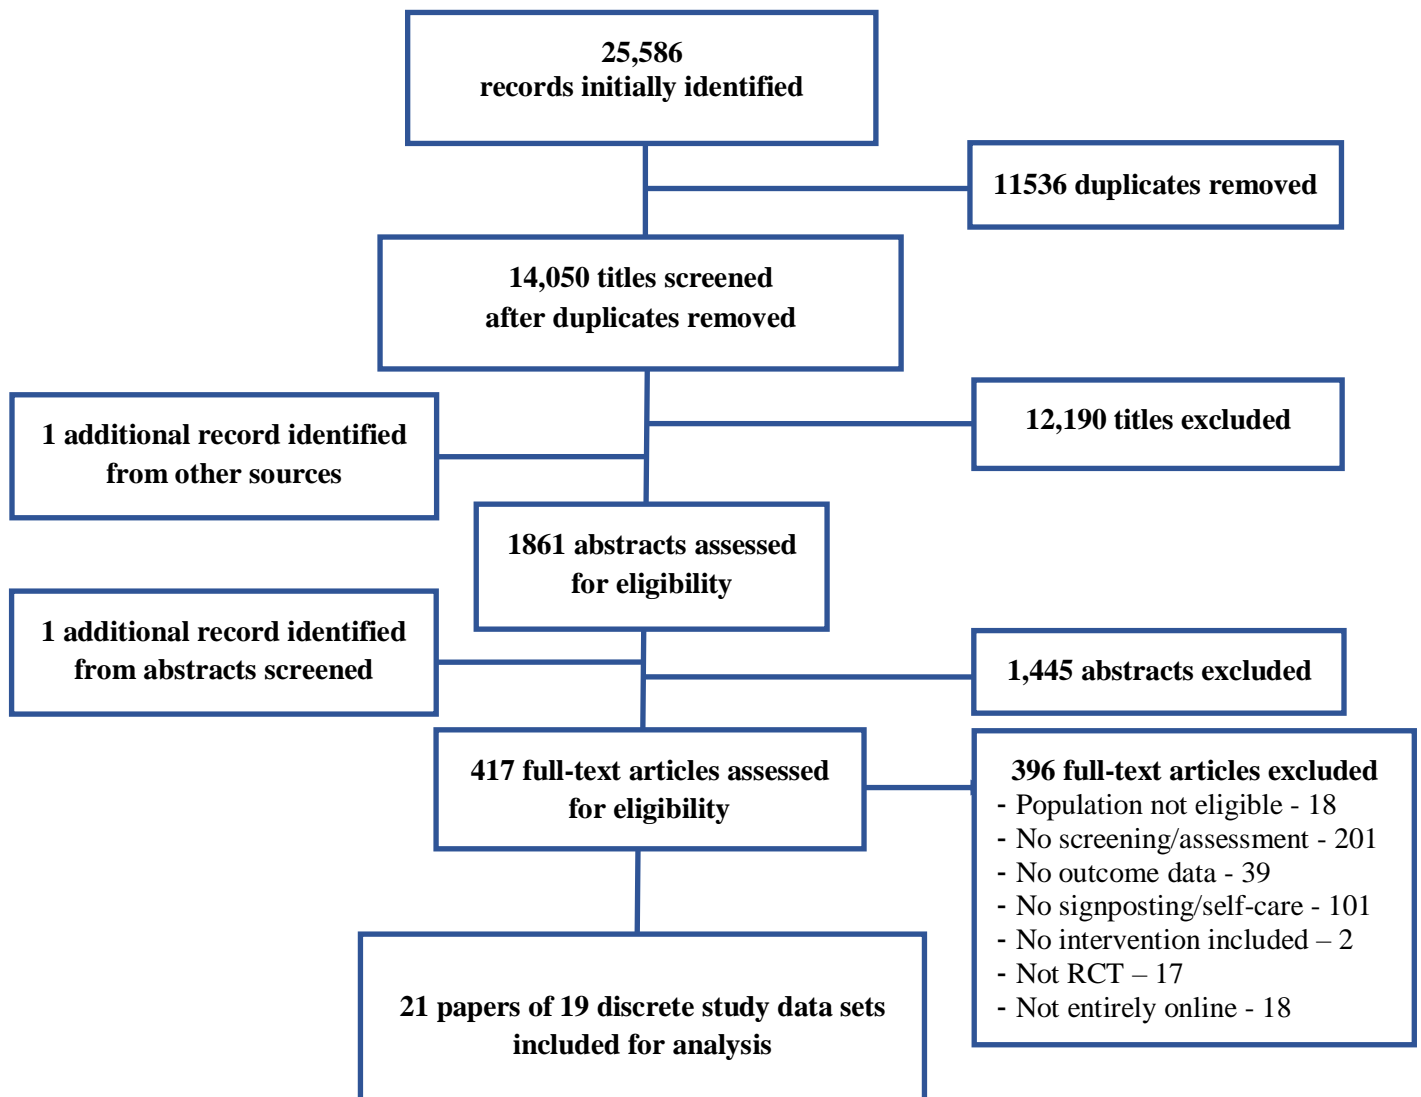 25,586
records initially identified
11536 duplicates removed
14,050 titles screened
after duplicates removed
12,190 titles excluded
1 additional record identified
from other sources
1861 abstracts assessed
for eligibility
1 additional record identified
from abstracts screened
1,445 abstracts excluded
417 full-text articles assessed
for eligibility
396 full-text articles excluded
- Population not eligible - 18
- No screening/assessment - 201
- No outcome data - 39
- No signposting/self-care - 101
- No intervention included – 2
- Not RCT – 17
- Not entirely online - 18
21 papers of 19 discrete study data sets
included for analysis